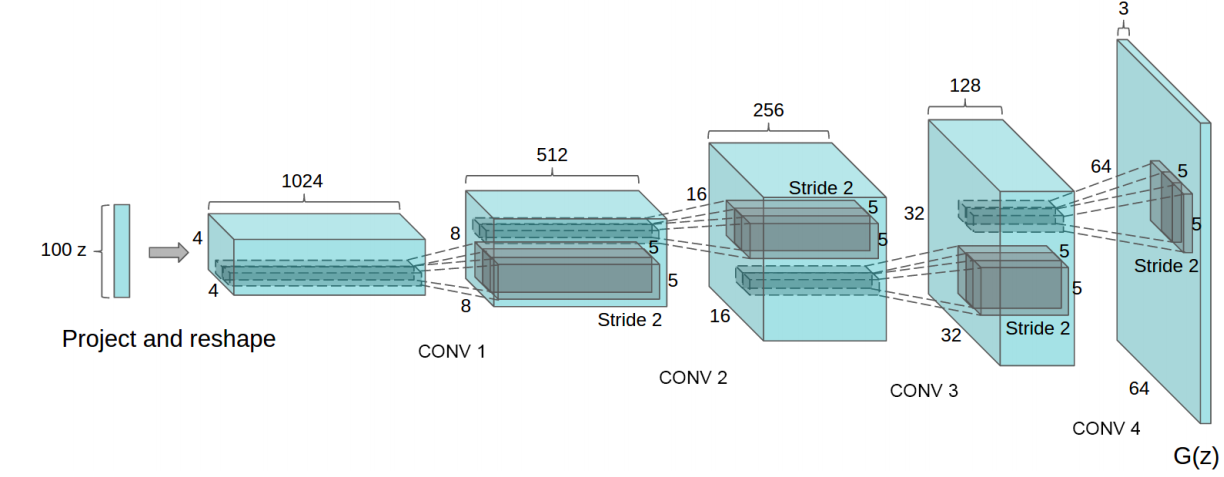 100 z
Project and reshape
1024
4
4
CONV 1
512
8
8
5
5
Stride 2
CONV 2
256
16
16
Stride 2
5
5
CONV 3
128
32
32
5
5
Stride 2
CONV 4
3
64
64
5
5
Stride 2
G(z)